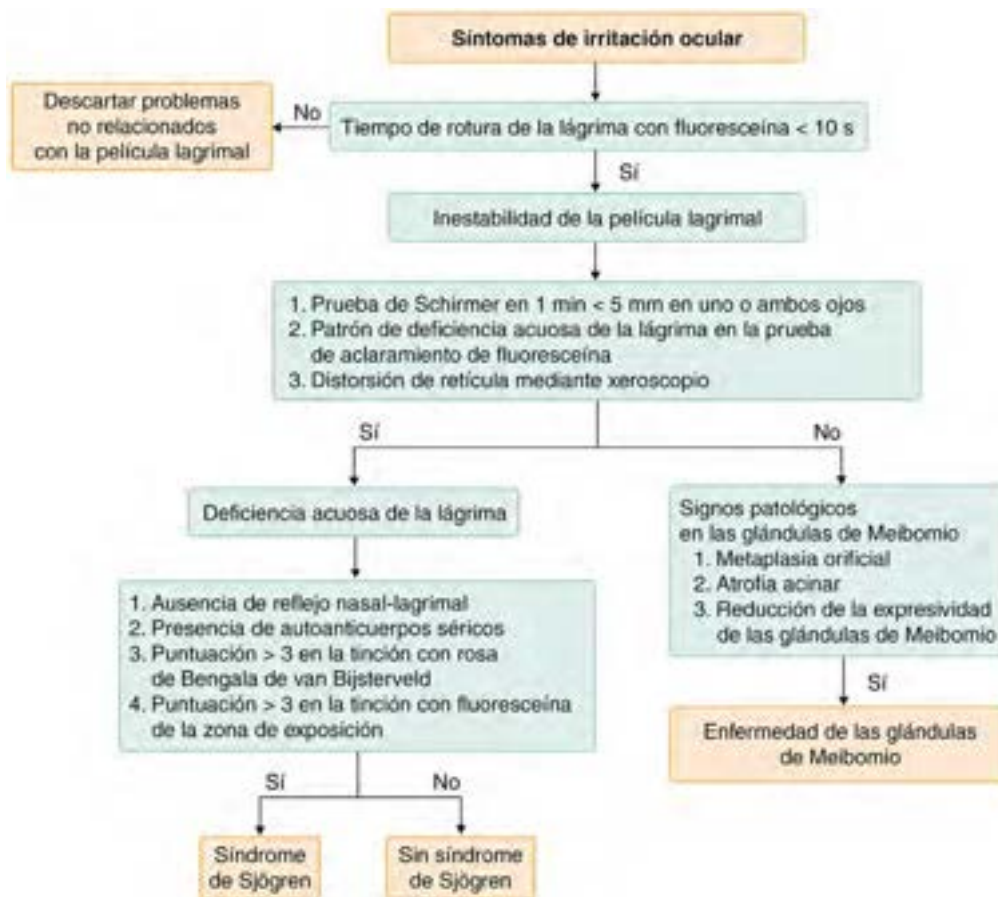 Síntomas de irritación ocular
Descartar problemas
no relacionados
con la película lagrimal
No
Tiempo de rotura de la lágrima con fluoresceína < 10 s
Sí
Inestabilidad de la película lagrimal
1. Prueba de Schirmer en 1 min < 5 mm en uno o ambos ojos
2. Patrón de deficiencia acuosa de la lágrima en la prueba
de aclaramiento de fluoresceína
3. Distorsión de retícula mediante xeroscopio
Sí
No
Deficiencia acuosa de la lágrima
1. Ausencia de reflejo nasal-lagrimal
2. Presencia de autoanticuerpos séricos
3. Puntuación > 3 en la tinción con rosa
de Bengala de van Bijsterveld
4. Puntuación > 3 en la tinción con fluoresceína
de la zona de exposición
Sí
No
Síndrome
de Sjögren
Sin síndrome
de Sjögren
Signos patológicos
en las glándulas de Meibomio
1. Metaplasia orificial
2. Atrofia acinar
3. Reducción de la expresividad
de las glándulas de Meibomio
Sí
Enfermedad de las glándulas
de Meibomio